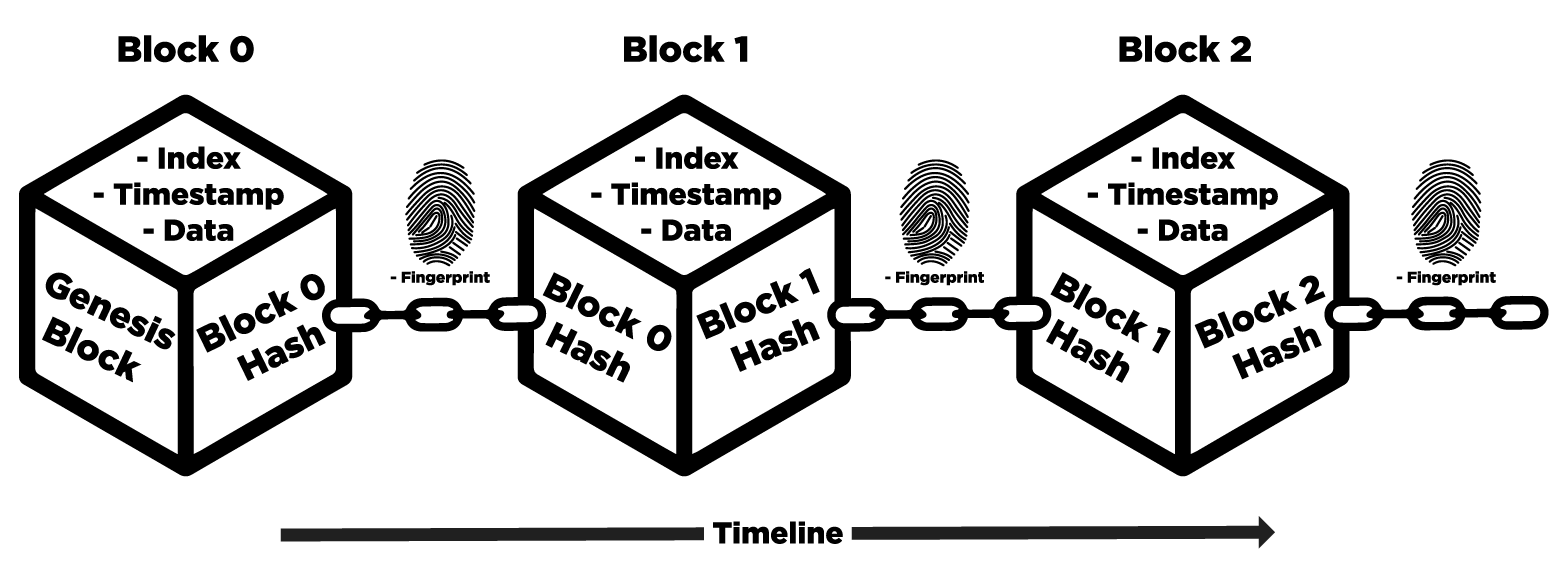 Block 0
Block 1
Block 2
- Index
- Timestamp
- Data
Genesis
Block
Block 0
Hash
- Fingerprint
- Index
- Timestamp
- Data
Block 0
Hash
Block 1
Hash
- Fingerprint
- Index
- Timestamp
- Data
Block 1
Hash
Block 2
Hash
- Fingerprint
Timeline